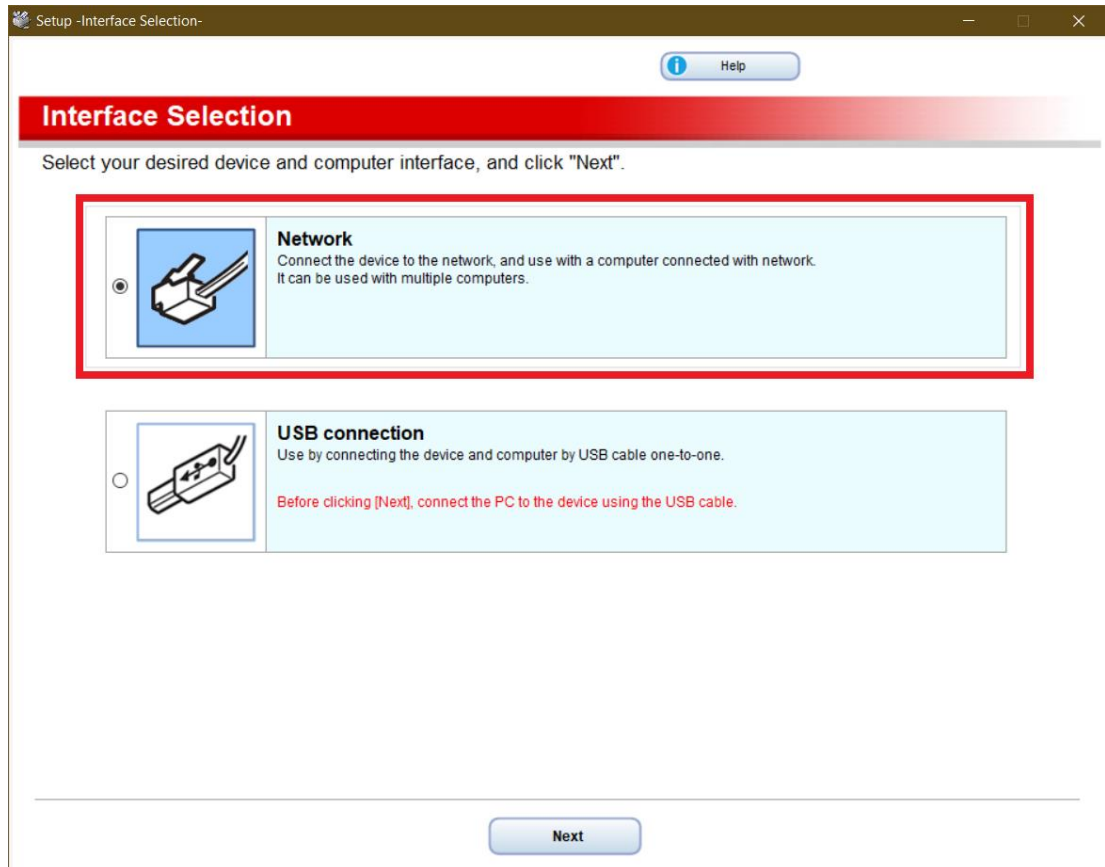 Setup -Interface Selection-
Help
Interface Selection
Select your desired device and computer interface, and click "Next".
Network
Connect the device to the network, and use with a computer connected with network.
It can be used with multiple computers.
USB connection
Use by connecting the device and computer by USB cable one-to-one.
Before clicking [Next], connect the PC to the device using the USB cable.
Next